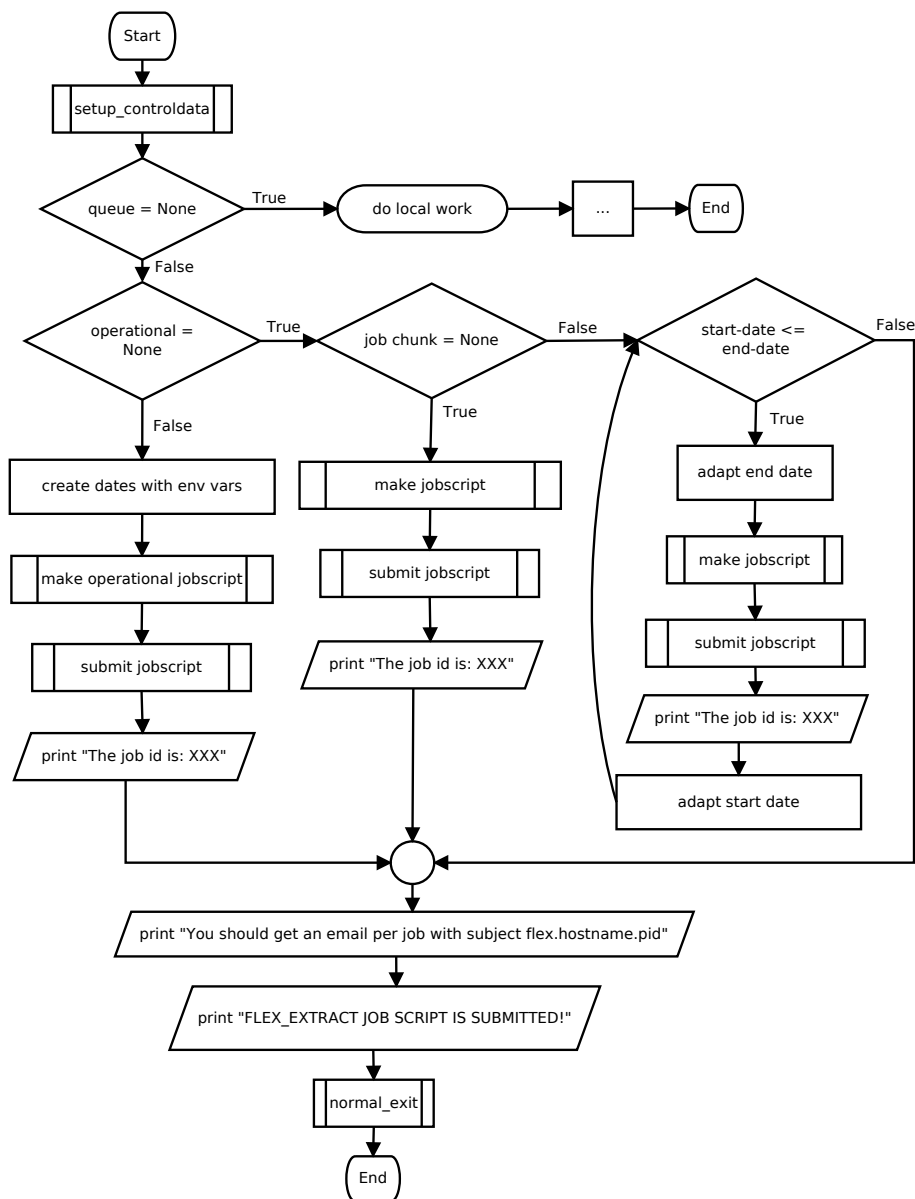 Start
setup_controldata
queue = None
True
do local work
...
End
False
operational =
None
True
job chunk = None
False
start-date <=
end-date
False
False
True
True
create dates with env vars
make jobscript
adapt end date
make operational jobscript
submit jobscript
make jobscript
submit jobscript
print "The job id is: XXX"
submit jobscript
print "The job id is: XXX"
print "The job id is: XXX"
adapt start date
print "You should get an email per job with subject flex.hostname.pid"
print "FLEX_EXTRACT JOB SCRIPT IS SUBMITTED!"
normal_exit
End